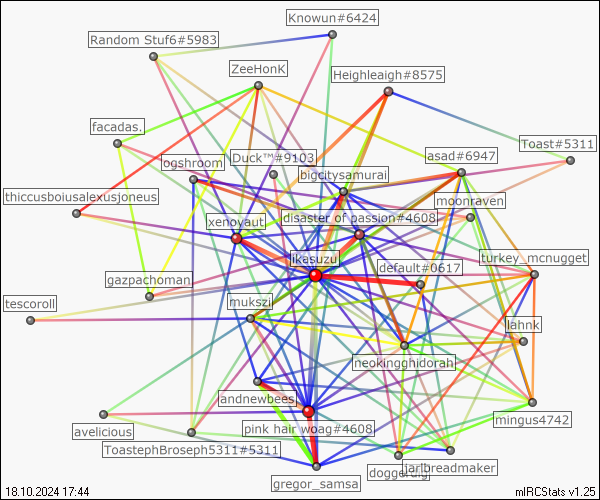 Knowun#6424
Random Stuf6#5983
ZeeHonK
Heighleaigh#8575
facadas.
Duck™#9103
Toast#5311
ogshroom
bigcitysamurai
asad#6947
thiccusboiusalexusjoneus
moonraven
xenoyaut
disaster of passion#4608
ikesuzu
turkey_mcnugget
default#0617
gazpachoman
mukszi
tescoroll
lahnk
neokingghidorah
andnewbees
mingus4742
avelicious
pink hair woag#4608
ToastephBroseph5311#5311
doggerdig
jarlbreadmaker
gregor_samsa
18.10.2024 17:44
mIRCStats v1.25